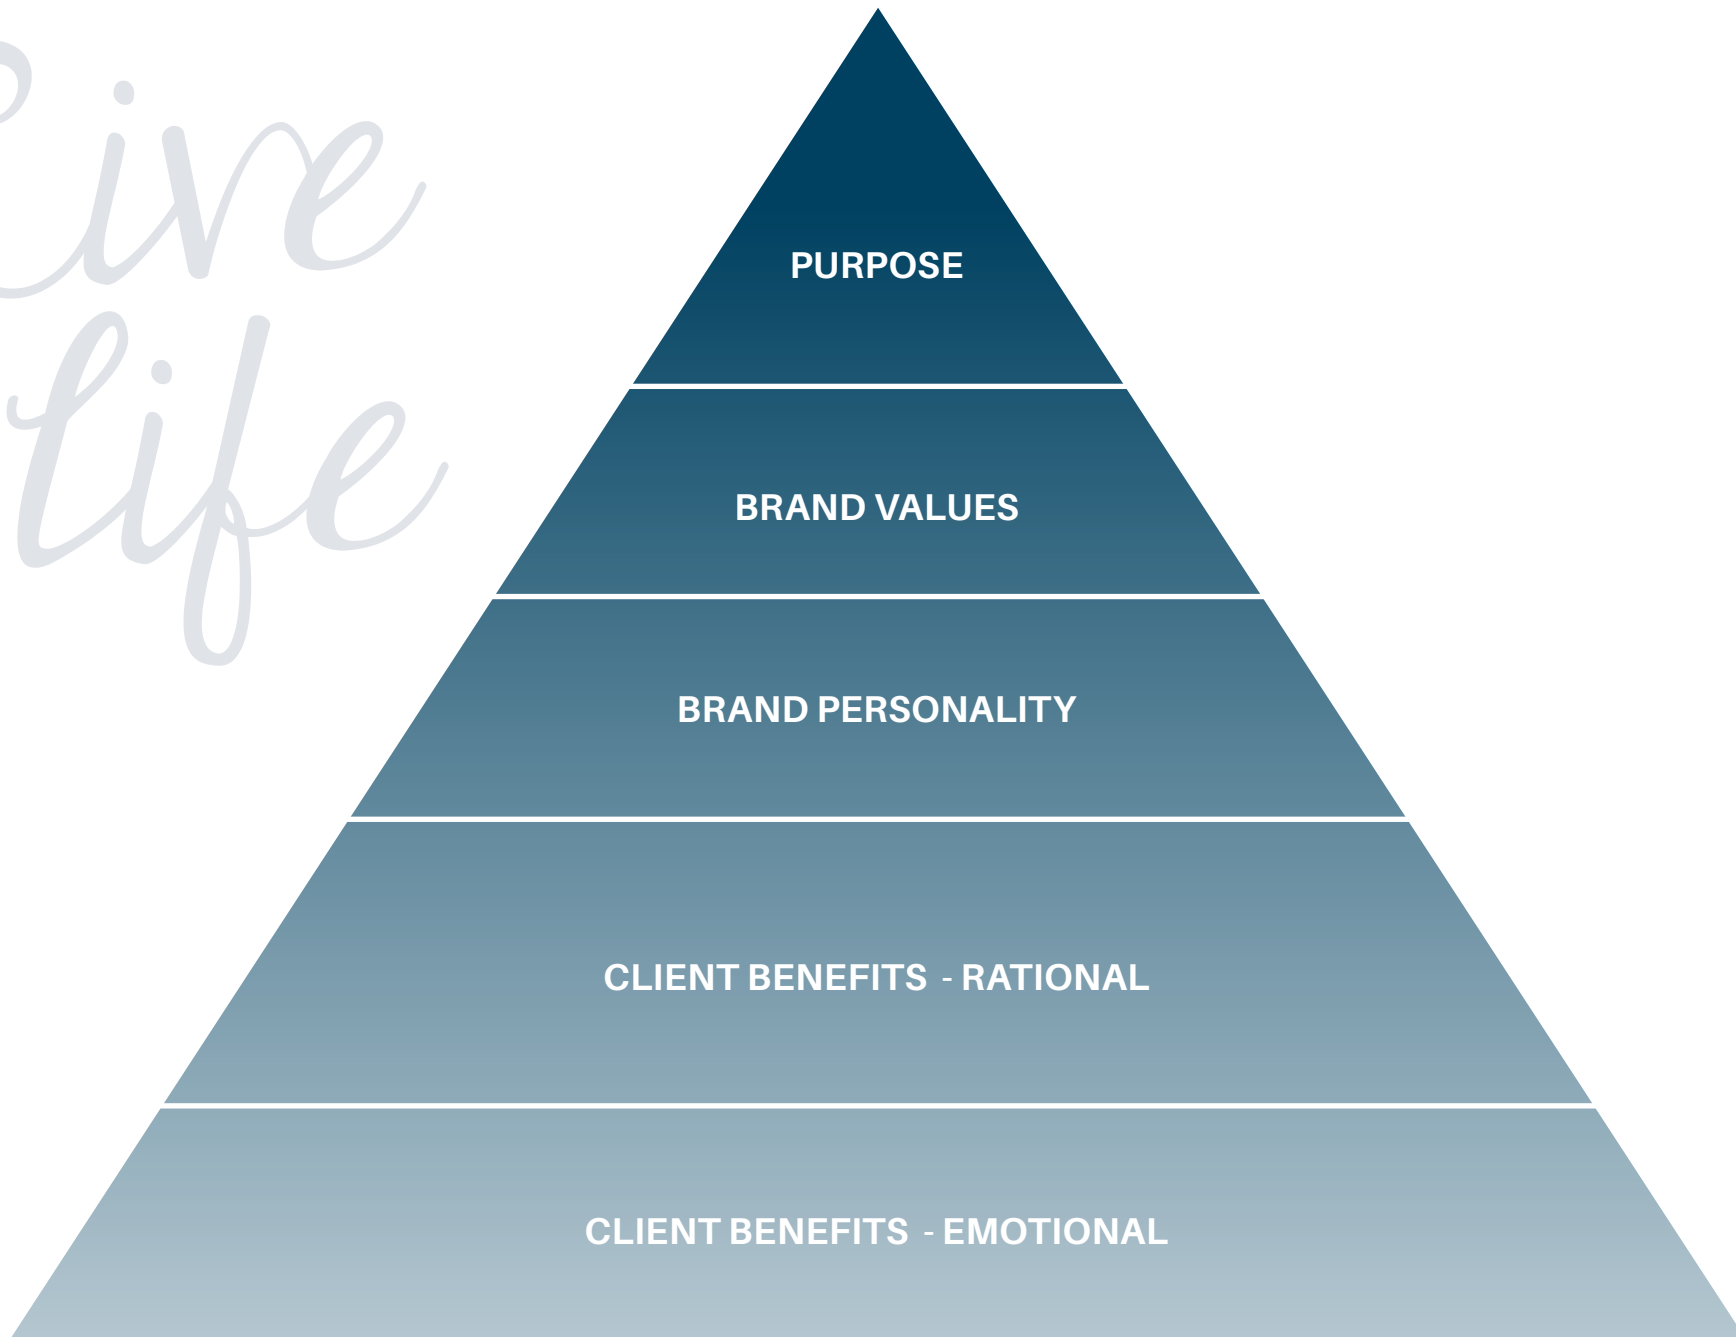 Live
life
PURPOSE
BRAND VALUES
BRAND PERSONALITY
CLIENT BENEFITS - RATIONAL
CLIENT BENEFITS - EMOTIONAL